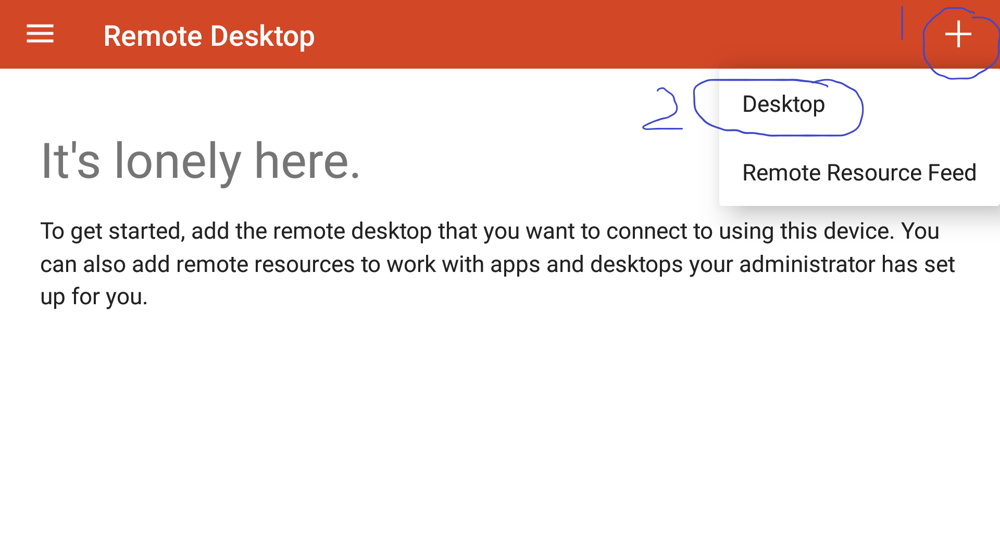 Remote Desktop
1
2
Desktop
Remote Resource Feed
It's lonely here.
To get started, add the remote desktop that you want to connect to using this device. You
can also add remote resources to work with apps and desktops your administrator has set
up for you.